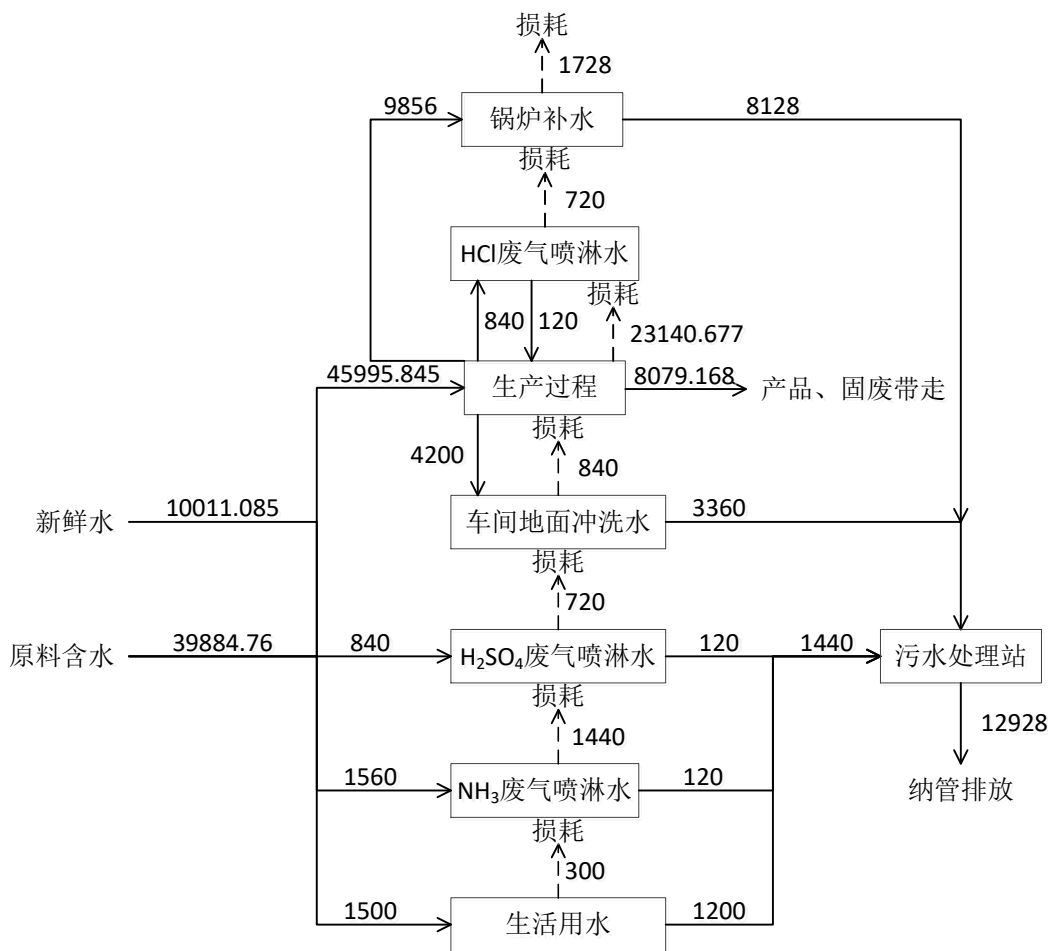 损耗
1728
9856
锅炉补水
8128
损耗
720
HCl废气喷淋水
损耗
840
120
23140.677
45995.845
生产过程
8079.168
产品、固废带走
损耗
4200
840
新鲜水
10011.085
车间地面冲洗水
3360
损耗
720
原料含水
39884.76
840
H₂SO₄废气喷淋水
120
1440
污水处理站
损耗
1440
12928
1560
NH₃废气喷淋水
120
纳管排放
损耗
300
1500
生活用水
1200